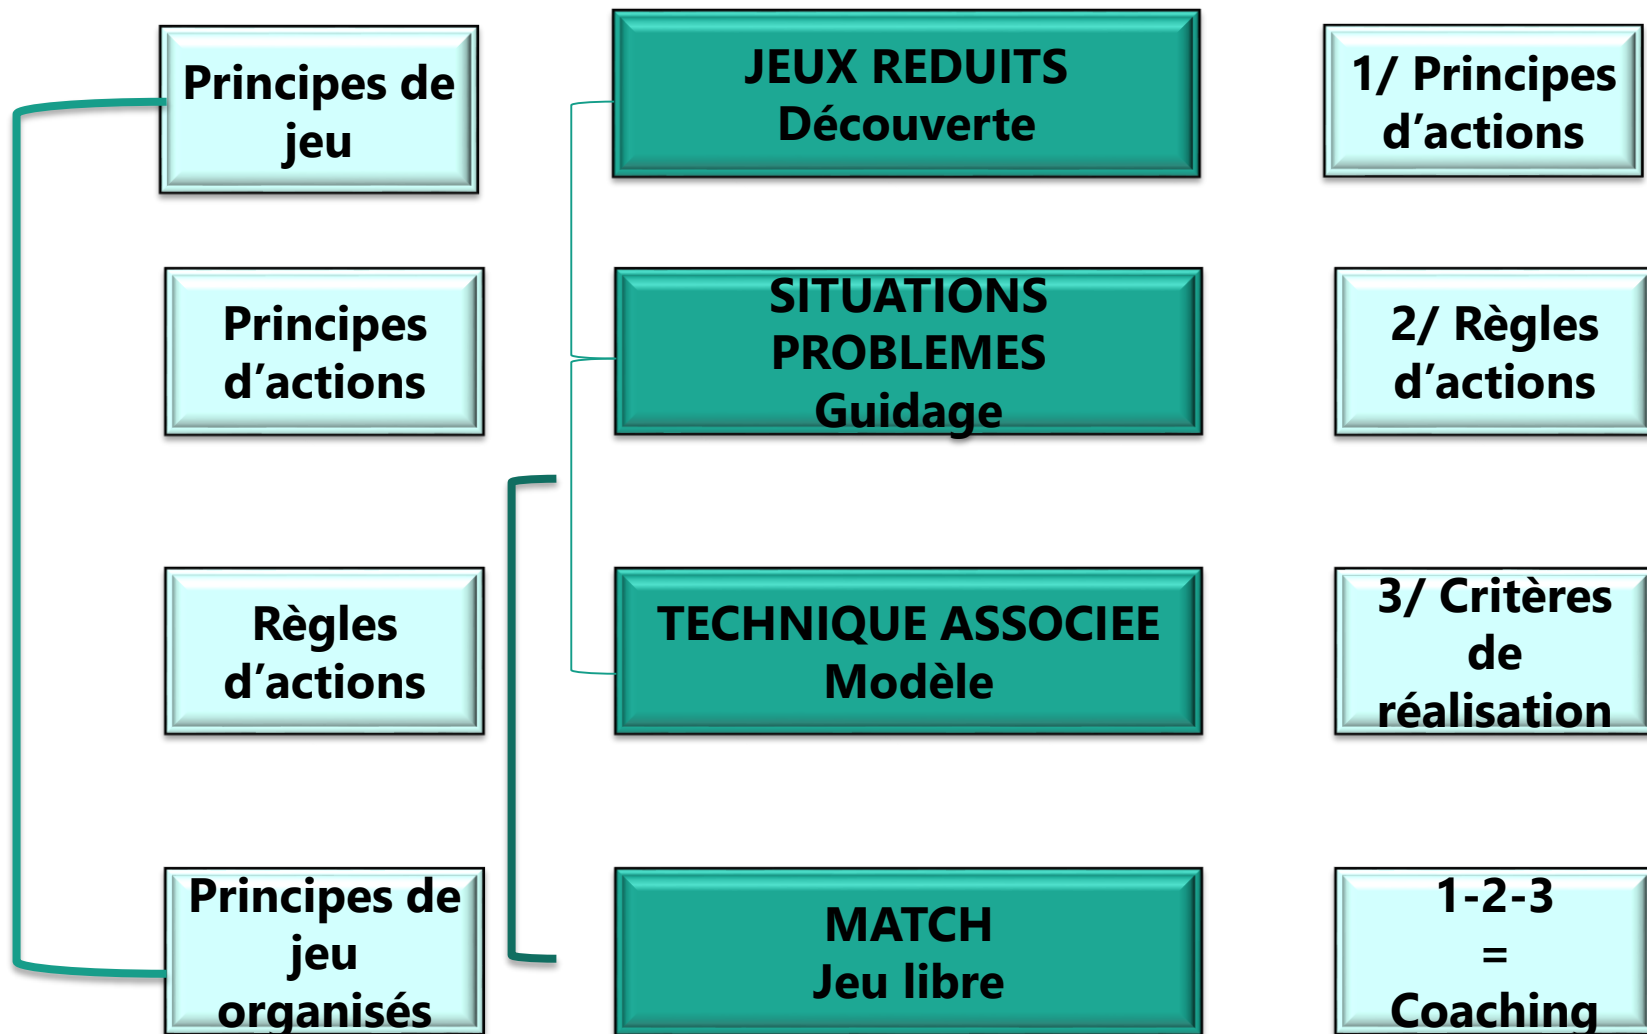 Principes de
jeu
JEUX REDUITS
Découverte
1/ Principes
d’actions
Principes
d’actions
SITUATIONS
PROBLEMES
Guidage
2/ Règles
d’actions
Règles
d’actions
TECHNIQUE ASSOCIEE
Modèle
3/ Critères
de
réalisation
Principes de
jeu
organisés
MATCH
Jeu libre
1-2-3
=
Coaching